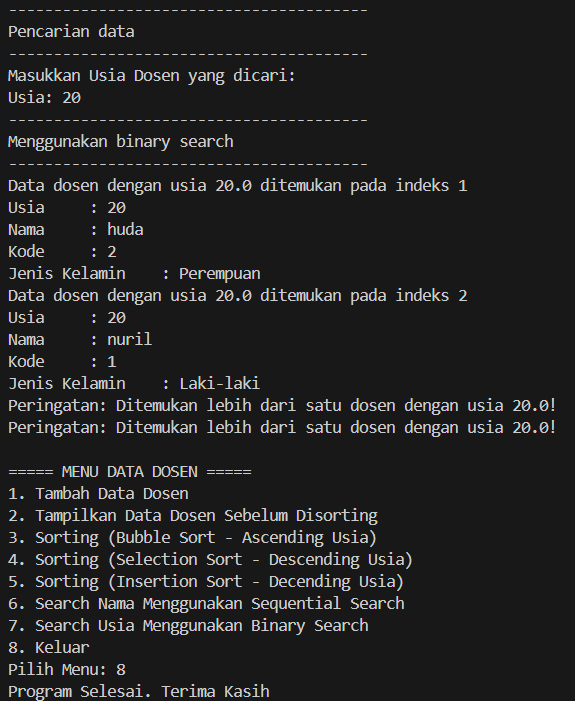 ----------------------------------------
Pencarian data
----------------------------------------
Masukkan Usia Dosen yang dicari:
Usia: 20
----------------------------------------
Menggunakan binary search
----------------------------------------
Data dosen dengan usia 20.0 ditemukan pada indeks 1
Usia     : 20
Nama     : huda
Kode     : 2
Jenis Kelamin    : Perempuan
Data dosen dengan usia 20.0 ditemukan pada indeks 2
Usia     : 20
Nama     : nuril
Kode     : 1
Jenis Kelamin    : Laki-laki
Peringatan: Ditemukan lebih dari satu dosen dengan usia 20.0!
Peringatan: Ditemukan lebih dari satu dosen dengan usia 20.0!
===== MENU DATA DOSEN =====
1. Tambah Data Dosen
2. Tampilkan Data Dosen Sebelum Disorting
3. Sorting (Bubble Sort - Ascending Usia)
4. Sorting (Selection Sort - Descending Usia)
5. Sorting (Insertion Sort - Decending Usia)
6. Search Nama Menggunakan Sequential Search
7. Search Usia Menggunakan Binary Search
8. Keluar
Pilih Menu: 8
Program Selesai. Terima Kasih